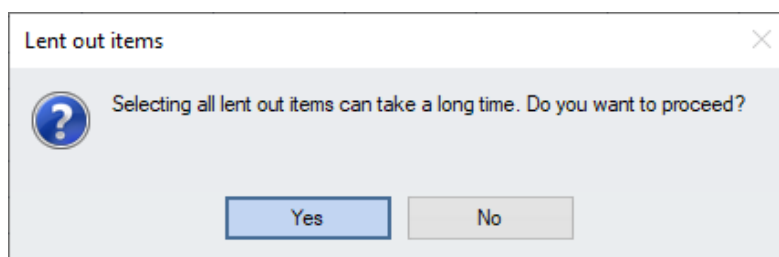 Lent out items
Selecting all lent out items can take a long time. Do you want to proceed?
Yes
No